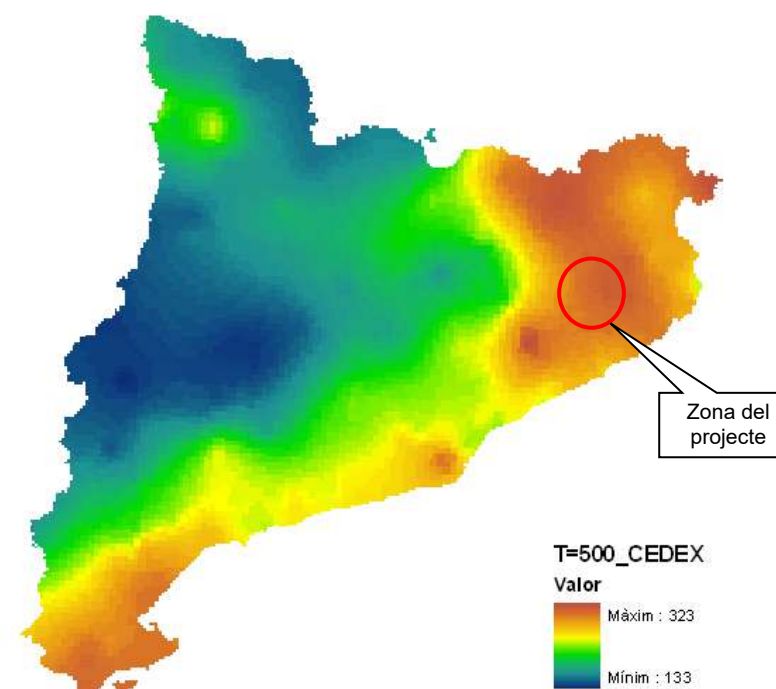 Zona del
projecte
T=500_CEDEX
Valor
Màxim : 323
Mínim : 133